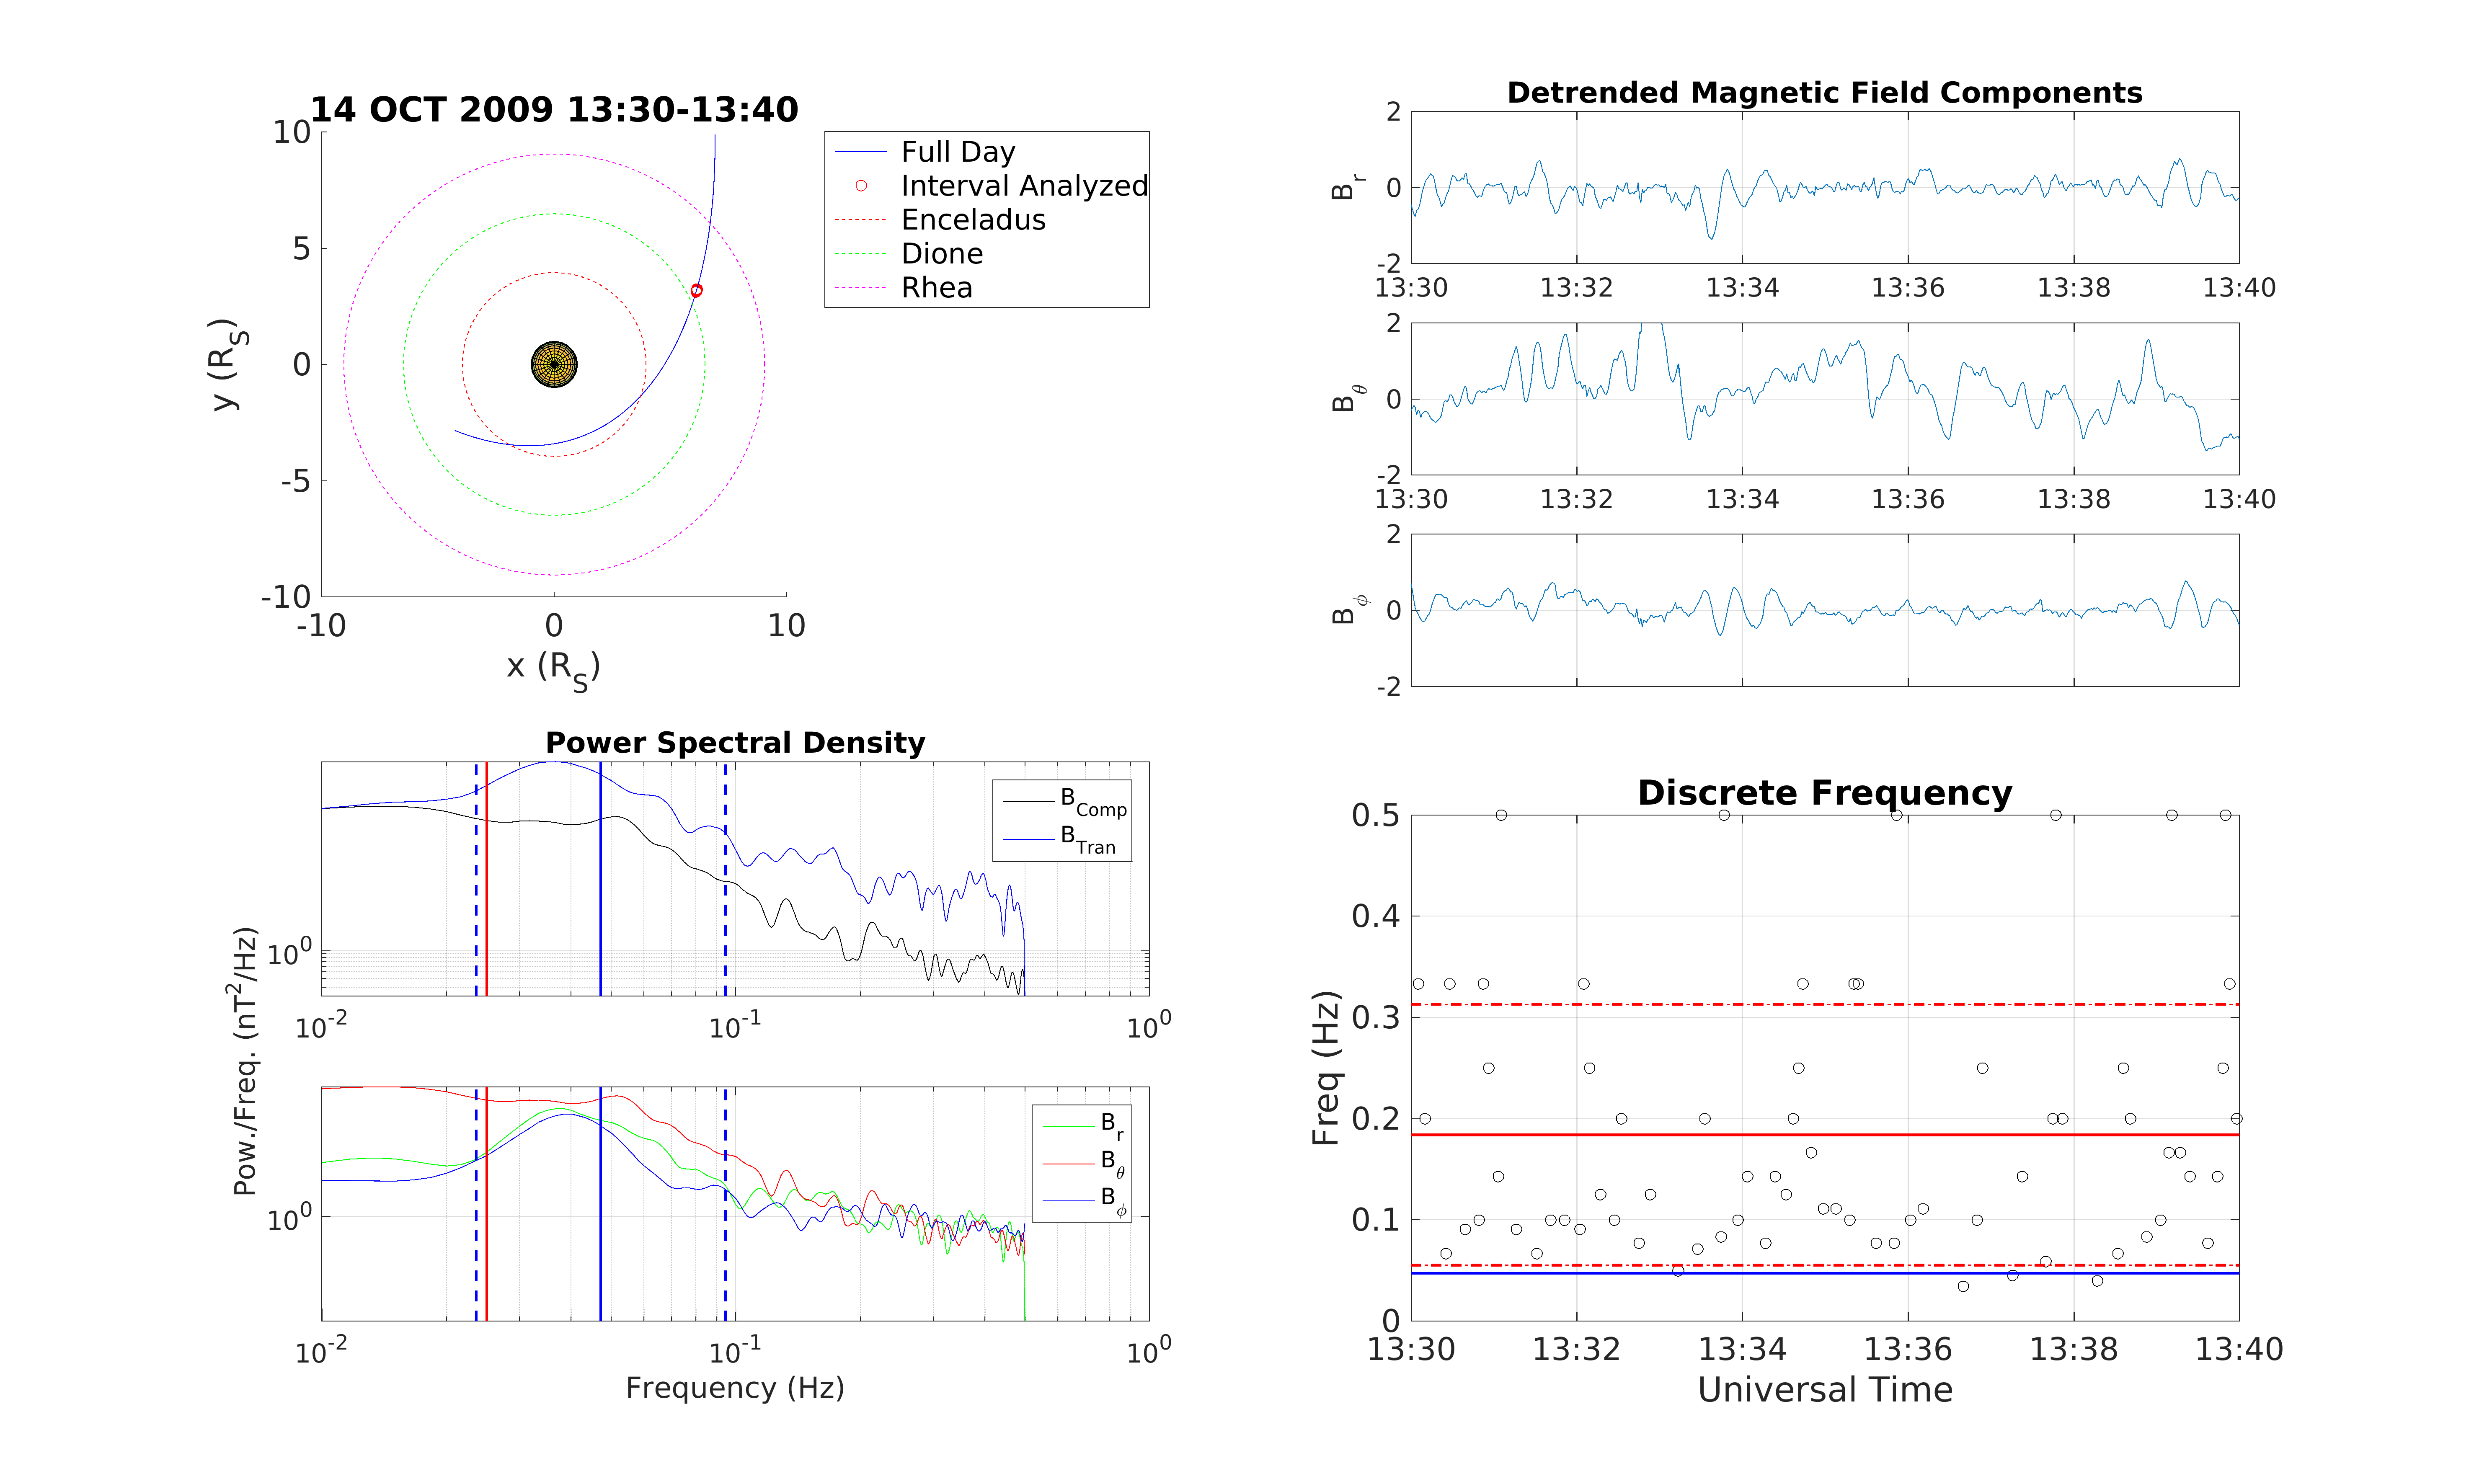 14 OCT 2009 13:30-13:40
10
5
0
-5
-10
-10
0
10
y (R_S)
x (R_S)
Full Day
Interval Analyzed
Enceladus
Dione
Rhea
Detrended Magnetic Field Components
2
0
-2
B_r
13:30
13:32
13:34
13:36
13:38
13:40
2
0
-2
B_θ
13:30
13:32
13:34
13:36
13:38
13:40
2
0
-2
B_ϕ
Power Spectral Density
B_Comp
B_Tran
10^0
10^-2
10^-1
10^0
Pow./Freq. (nT^2/Hz)
B_r
B_θ
B_ϕ
10^0
10^-2
10^-1
10^0
Frequency (Hz)
Discrete Frequency
0.5
0.4
0.3
0.2
0.1
0
Freq (Hz)
13:30
13:32
13:34
13:36
13:38
13:40
Universal Time